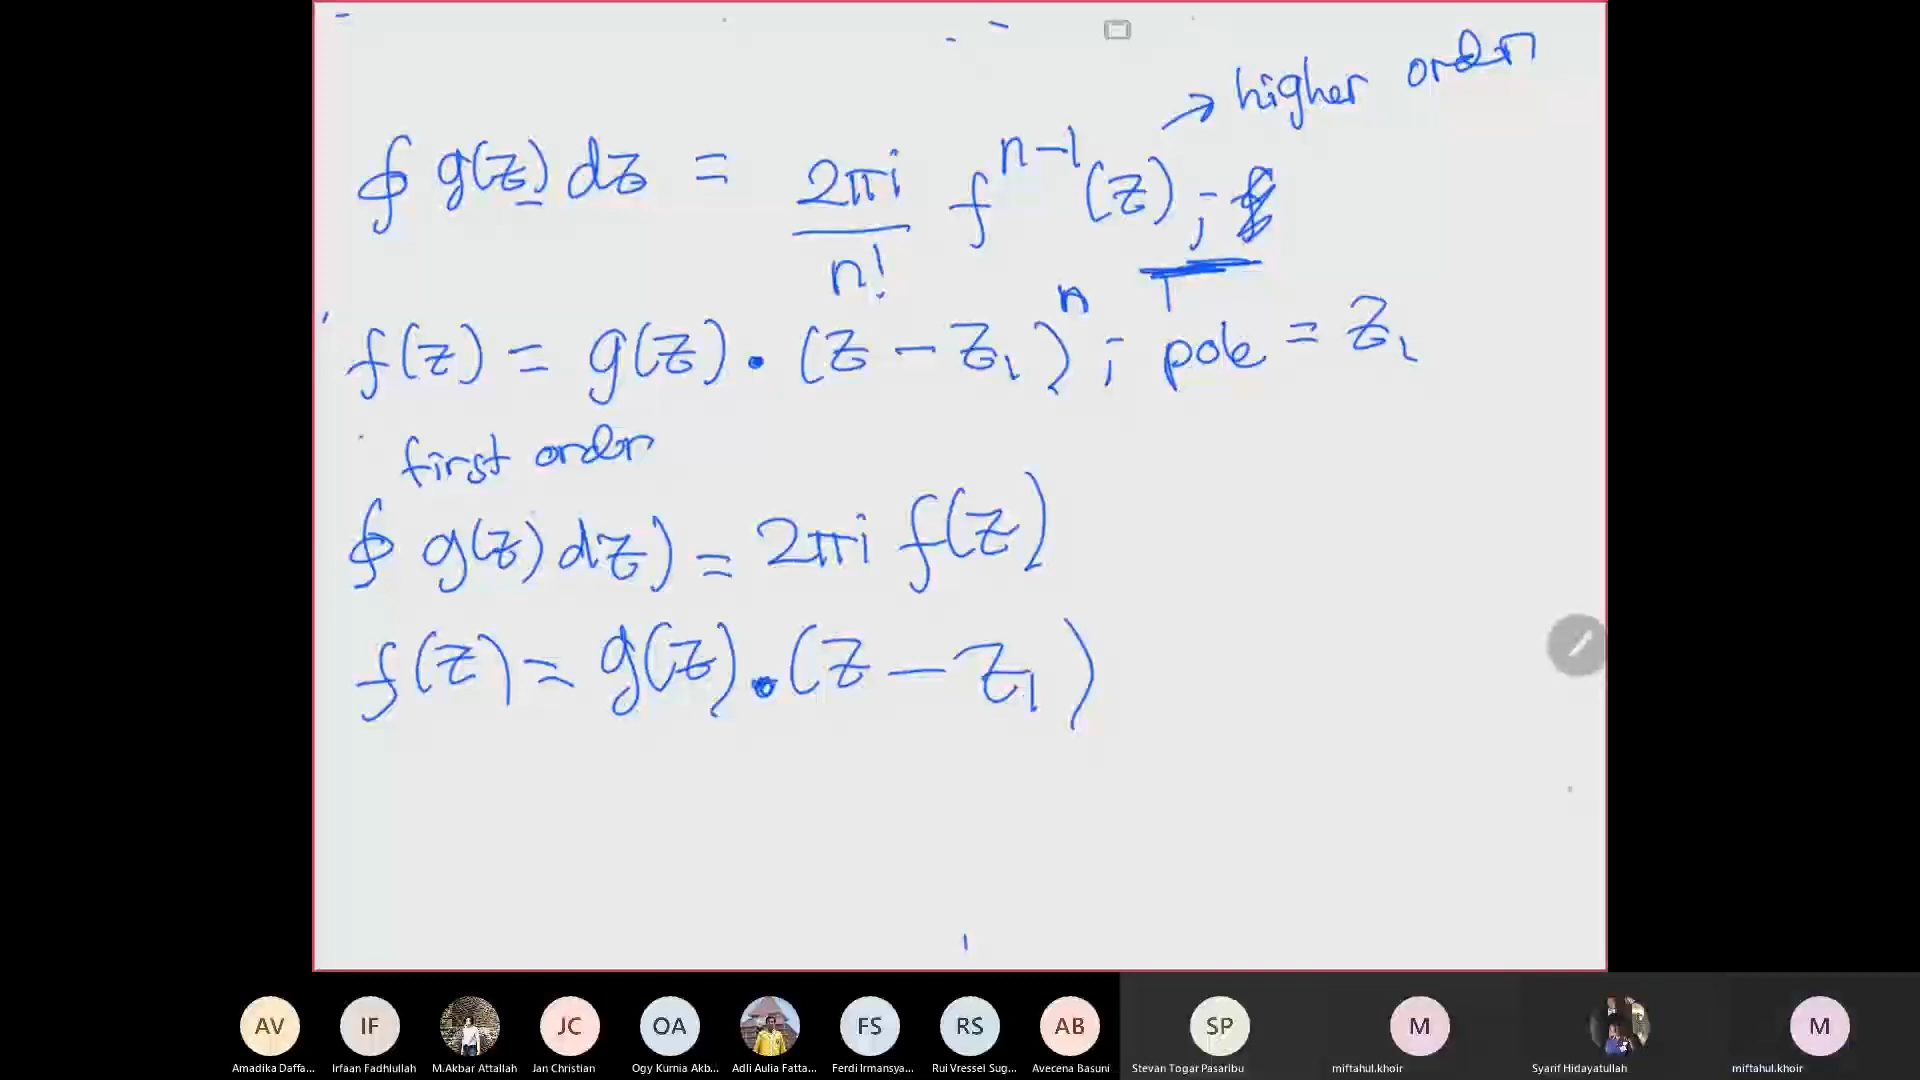 → higher order
∮ g(z) dz = 2πi/n! f^{n-1}(z) ;
f(z) = g(z) • (z - z₁)^n ; pole = z₁
first order
∮ g(z) dz) = 2πi f(z)
f(z) = g(z) • (z - z₁)
AV IF JC OA FS RS AB SP M M
Amadika Daffa... Irfaan Fadhlullah M.Akbar Attallah Jan Christian Ogy Kurnia Akb... Adli Aulia Fatta... Ferdi Irmansya... Rui Vressel Sug... Avecena Basuni Stevan Togar Pasaribu miftahul.khoir Syarif Hidayatullah miftahul.khoir